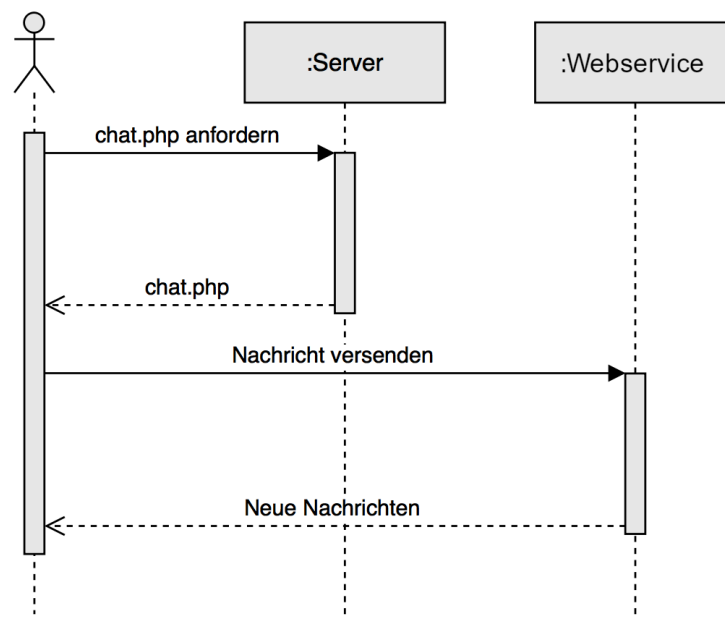 :Server
:Webservice
chat.php anfordern
chat.php
Nachricht versenden
Neue Nachrichten